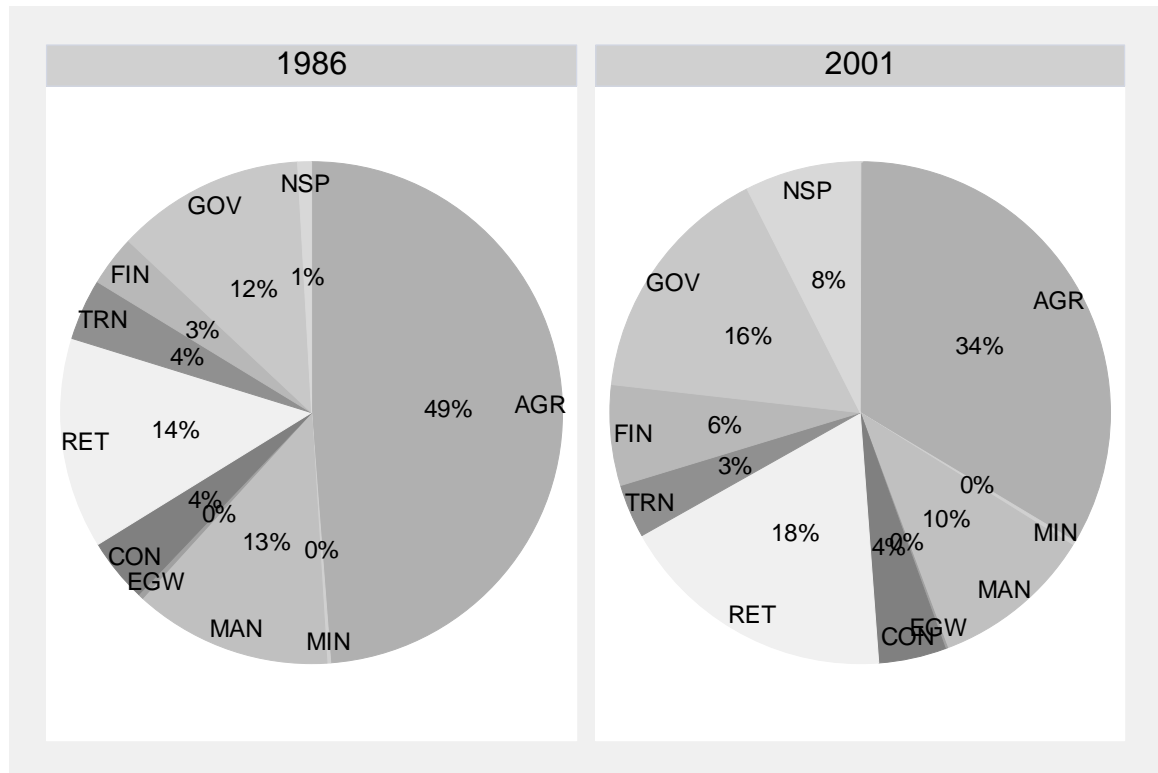 1986
NSP
GOV
1%
12%
FIN
TRN
3%
4%
49%
AGR
RET
14%
4%
0%
13%
0%
CON
EGW
MAN
MIN
2001
NSP
8%
GOV
AGR
16%
34%
FIN
6%
3%
0%
TRN
10%
18%
4%
0%
MIN
MAN
RET
EGW
CON